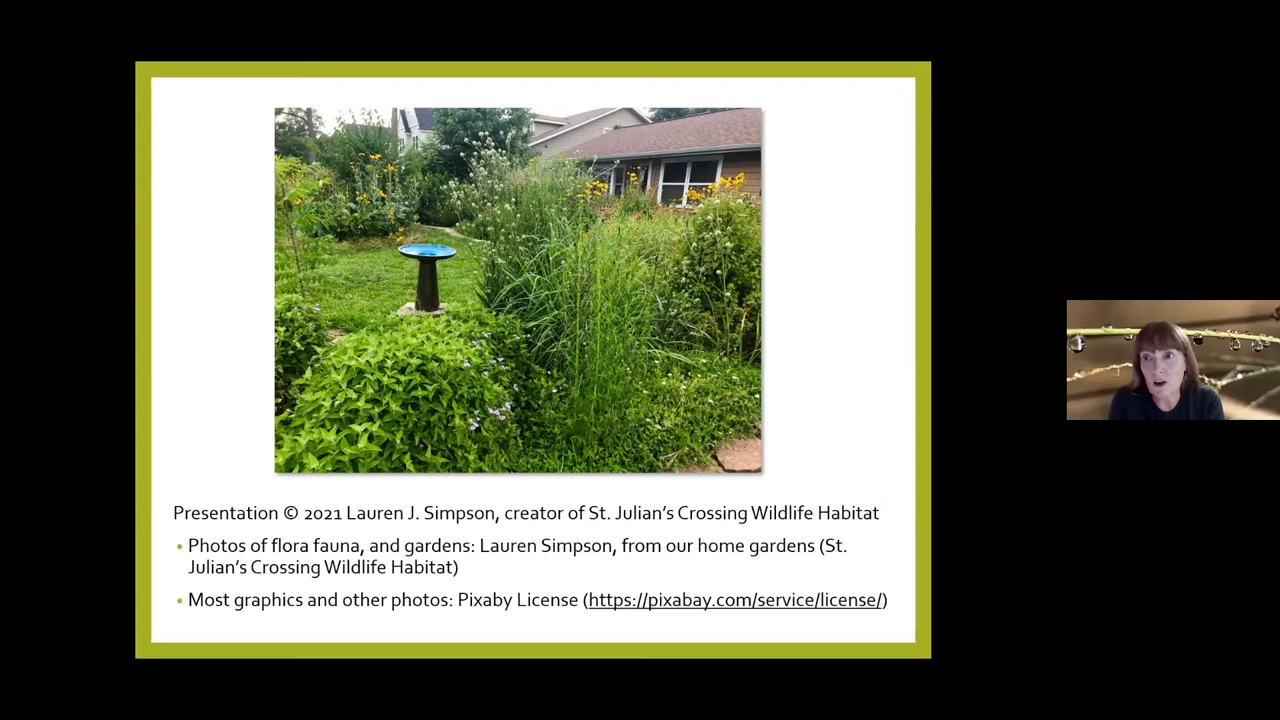 Presentation © 2021 Lauren J. Simpson, creator of St. Julian’s Crossing Wildlife Habitat
• Photos of flora fauna, and gardens: Lauren Simpson, from our home gardens (St.
Julian’s Crossing Wildlife Habitat)
• Most graphics and other photos: Pixaby License (https://pixabay.com/service/license/)